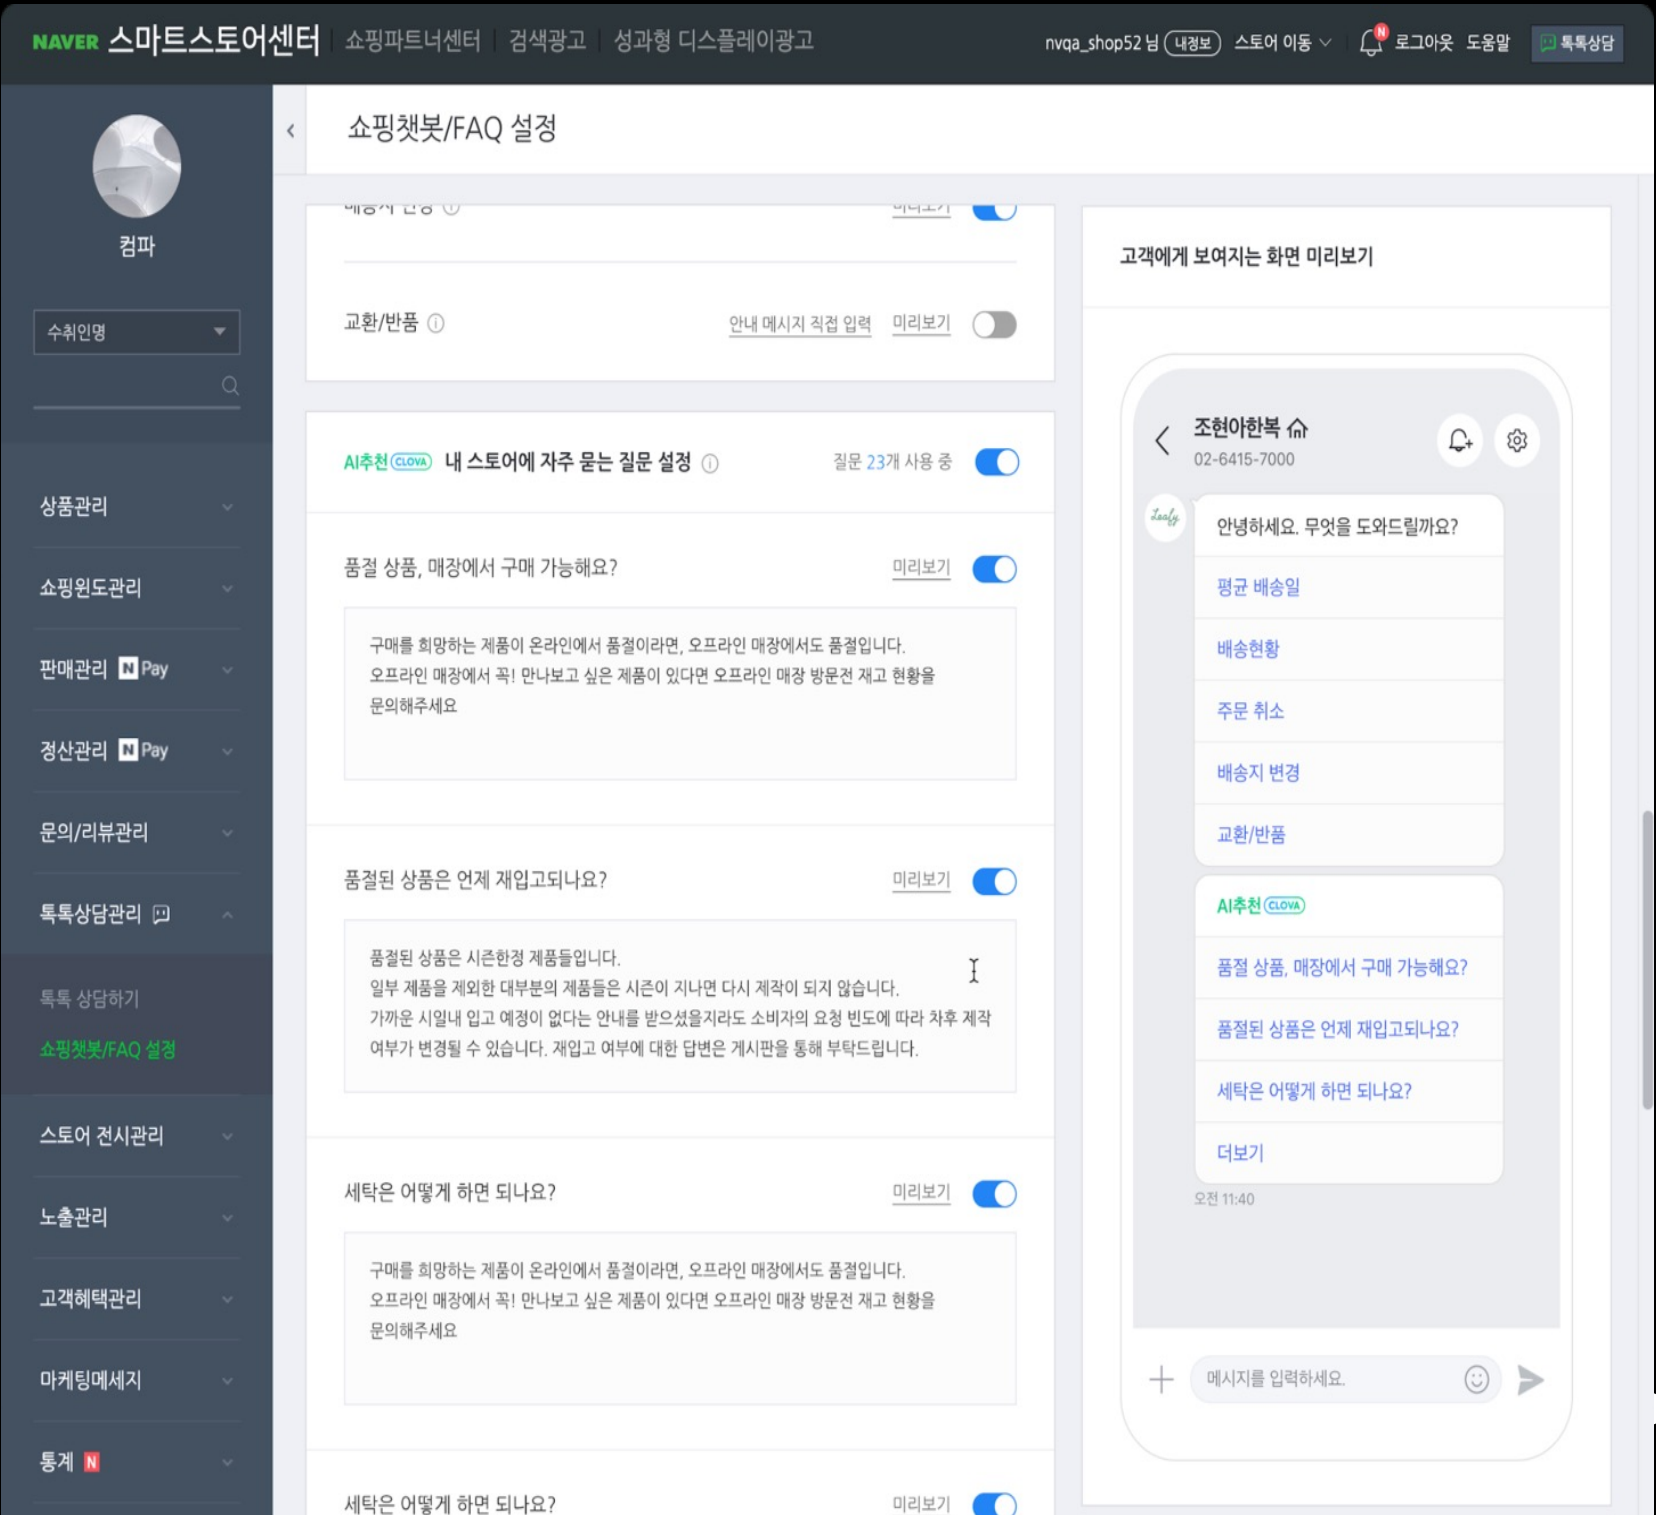 NAVER 스마트스토어센터 쇼핑파트너센터 검색광고 성과형 디스플레이광고
nvqa_shop52 님 내정보 스토어 이동 N 로그아웃 도움말 톡톡상담
컴파
수취인명
상품관리
쇼핑윈도관리
판매관리 N Pay
정산관리 N Pay
문의/리뷰관리
톡톡상담관리
톡톡 상담하기
쇼핑챗봇/FAQ 설정
스토어 전시관리
노출관리
고객혜택관리
마케팅메세지
통계 N
쇼핑챗봇/FAQ 설정
미리보기
교환/반품 안내 메시지 직접 입력 미리보기
AI추천 CLOVA 내 스토어에 자주 묻는 질문 설정 질문 23개 사용 중
품절 상품, 매장에서 구매 가능해요? 미리보기
구매를 희망하는 제품이 온라인에서 품절이라면, 오프라인 매장에서도 품절입니다.
오프라인 매장에서 꼭! 만나보고 싶은 제품이 있다면 오프라인 매장 방문전 재고 현황을
문의해주세요
품절된 상품은 언제 재입고되나요? 미리보기
품절된 상품은 시즌한정 제품들입니다.
일부 제품을 제외한 대부분의 제품들은 시즌이 지나면 다시 제작이 되지 않습니다.
가까운 시일내 입고 예정이 없다는 안내를 받으셨을지라도 소비자의 요청 빈도에 따라 차후 제작
여부가 변경될 수 있습니다. 재입고 여부에 대한 답변은 게시판을 통해 부탁드립니다.
세탁은 어떻게 하면 되나요? 미리보기
구매를 희망하는 제품이 온라인에서 품절이라면, 오프라인 매장에서도 품절입니다.
오프라인 매장에서 꼭! 만나보고 싶은 제품이 있다면 오프라인 매장 방문전 재고 현황을
문의해주세요
세탁은 어떻게 하면 되나요? 미리보기
고객에게 보여지는 화면 미리보기
조현아한복
02-6415-7000
Leafy
안녕하세요. 무엇을 도와드릴까요?
평균 배송일
배송현황
주문 취소
배송지 변경
교환/반품
AI추천 CLOVA
품절 상품, 매장에서 구매 가능해요?
품절된 상품은 언제 재입고되나요?
세탁은 어떻게 하면 되나요?
더보기
오전 11:40
메시지를 입력하세요.